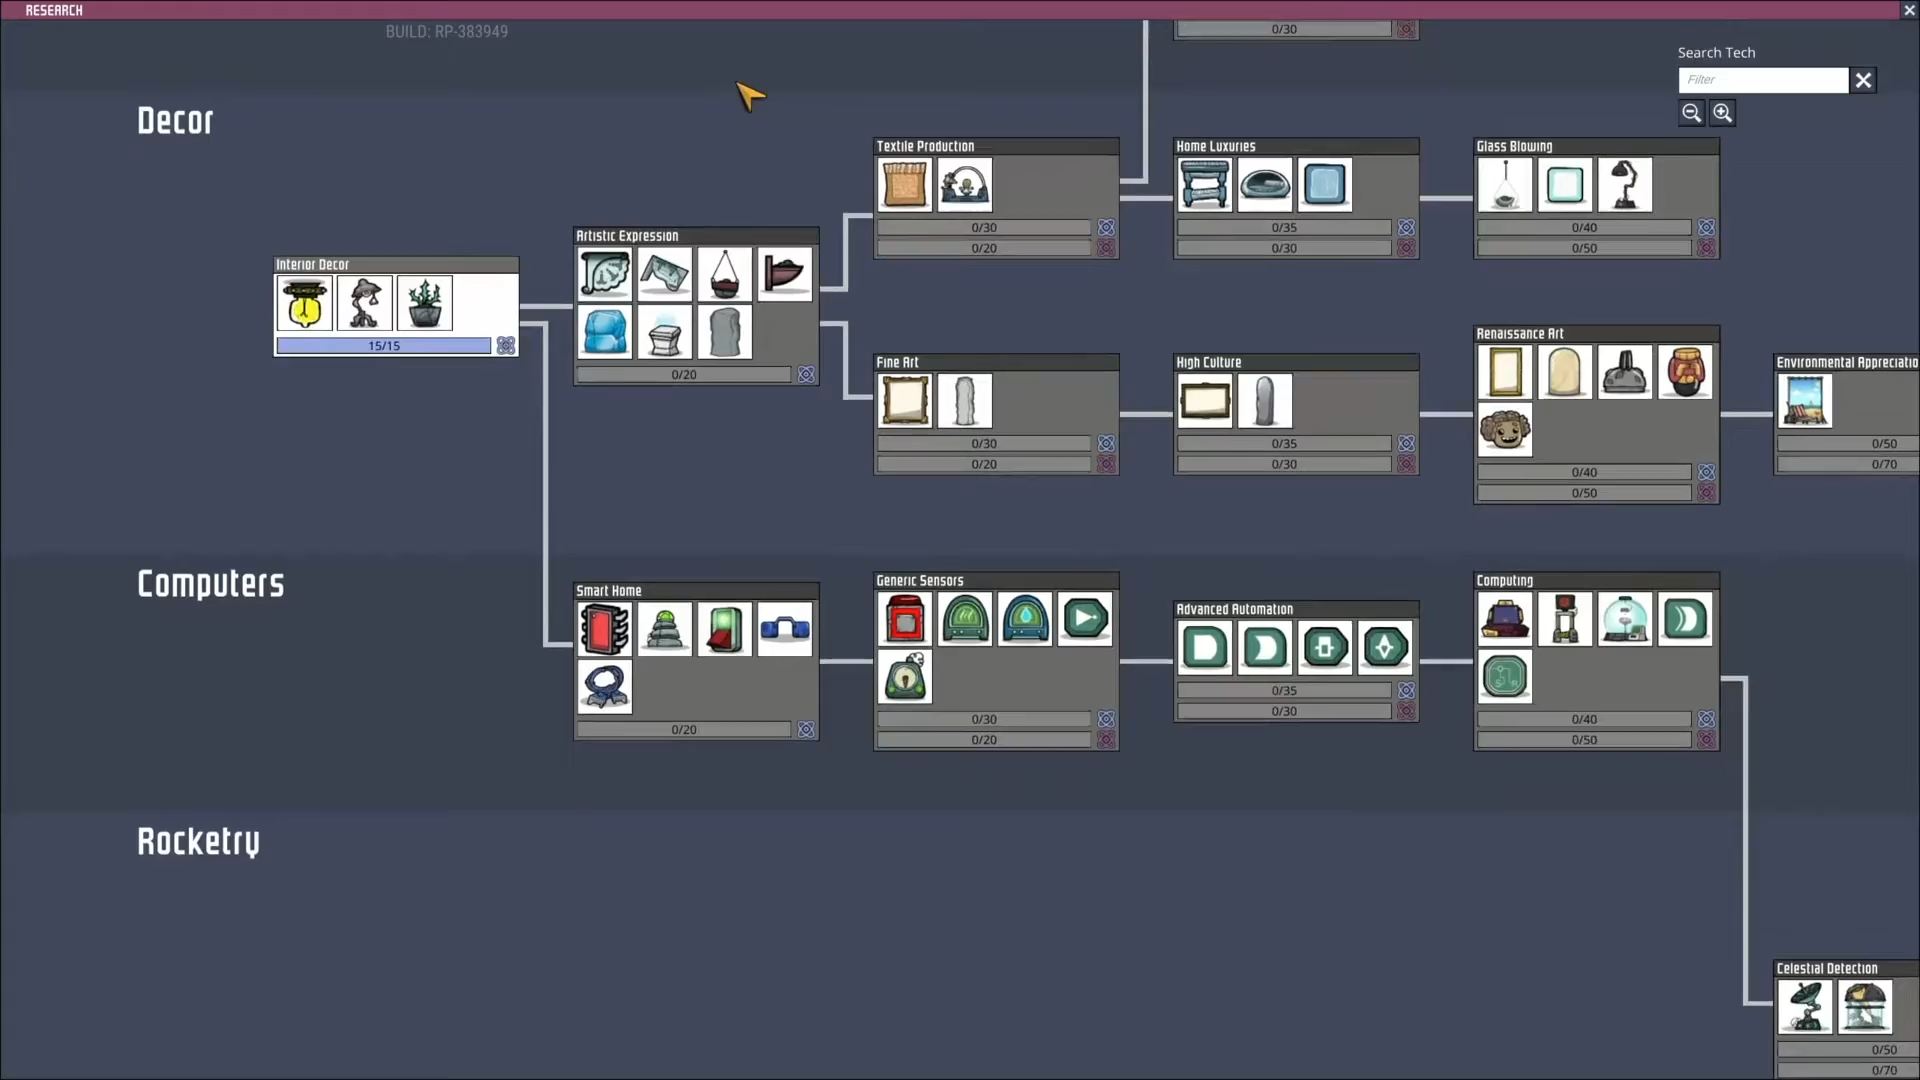 RESEARCH
BUILD: RP-383949
0/30
Search Tech
Filter
Decor
Textile Production
0/30
0/20
Home Luxuries
0/35
0/30
Glass Blowing
0/40
0/50
Interior Decor
15/15
Artistic Expression
0/20
Fine Art
0/30
0/20
High Culture
0/35
0/30
Renaissance Art
0/40
0/50
Environmental Appreciatio
0/50
0/70
Computers
Smart Home
0/20
Generic Sensors
0/30
0/20
Advanced Automation
0/35
0/30
Computing
0/40
0/50
Rocketry
Celestial Detection
0/50
0/70